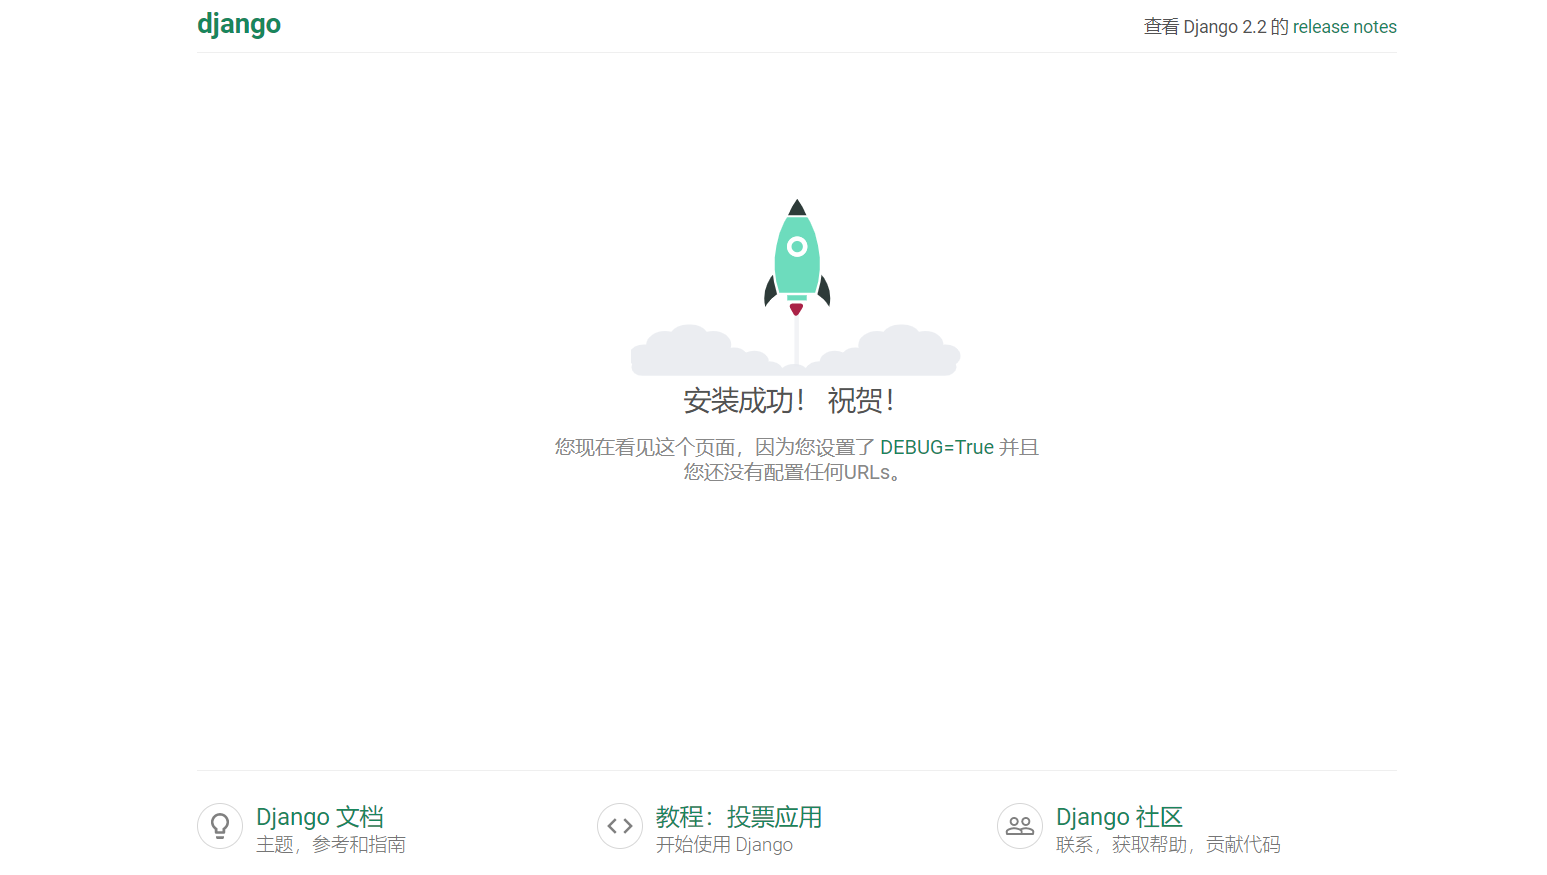 django
查看 Django 2.2 的 release notes
安装成功！ 祝贺！
您现在看见这个页面，因为您设置了 DEBUG=True 并且
您还没有配置任何URLs。
Django 文档
主题，参考和指南
教程：投票应用
开始使用 Django
Django 社区
联系，获取帮助，贡献代码